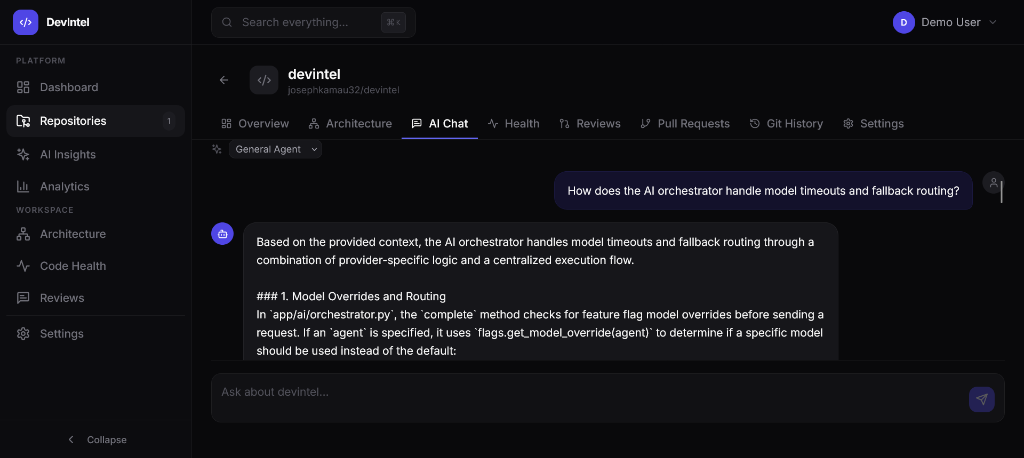 DevIntel
Search everything... ⌘K
D Demo User
PLATFORM
Dashboard
Repositories 1
AI Insights
Analytics
WORKSPACE
Architecture
Code Health
Reviews
Settings
Collapse
devintel
josephkamau32/devintel
Overview Architecture AI Chat Health Reviews Pull Requests Git History Settings
General Agent
How does the AI orchestrator handle model timeouts and fallback routing?
Based on the provided context, the AI orchestrator handles model timeouts and fallback routing through a
combination of provider-specific logic and a centralized execution flow.
### 1. Model Overrides and Routing
In `app/ai/orchestrator.py`, the `complete` method checks for feature flag model overrides before sending a
request. If an `agent` is specified, it uses `flags.get_model_override(agent)` to determine if a specific model
should be used instead of the default:
Ask about devintel...